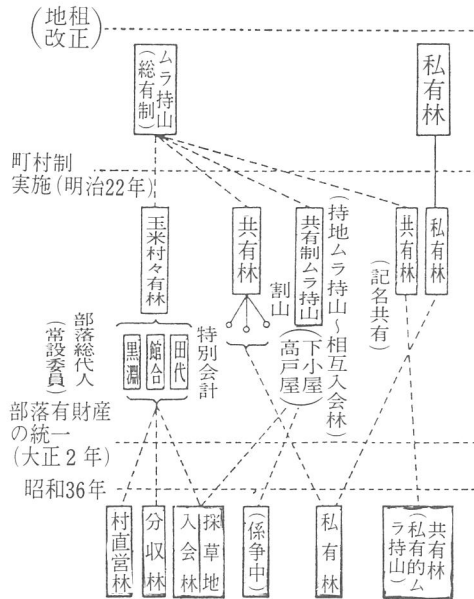 (地租
改正)
ムラ持山
(総有制)
私有林
町村制
実施(明治22年)
玉米村々有林
共有林
共有制ムラ持山
(持地ムラ持山~相互入会林)
共有林
(記名共有)
私有林
割山
(下小屋
高戸屋)
部落総代人
(常設委員)
黒淵
館合
田代
特別会計
部落有財産
の統一
(大正2年)
昭和36年
村直営林
分収林
入会林
採草地
(係争中)
私有林
共有林
(私有的ム
ラ持山)